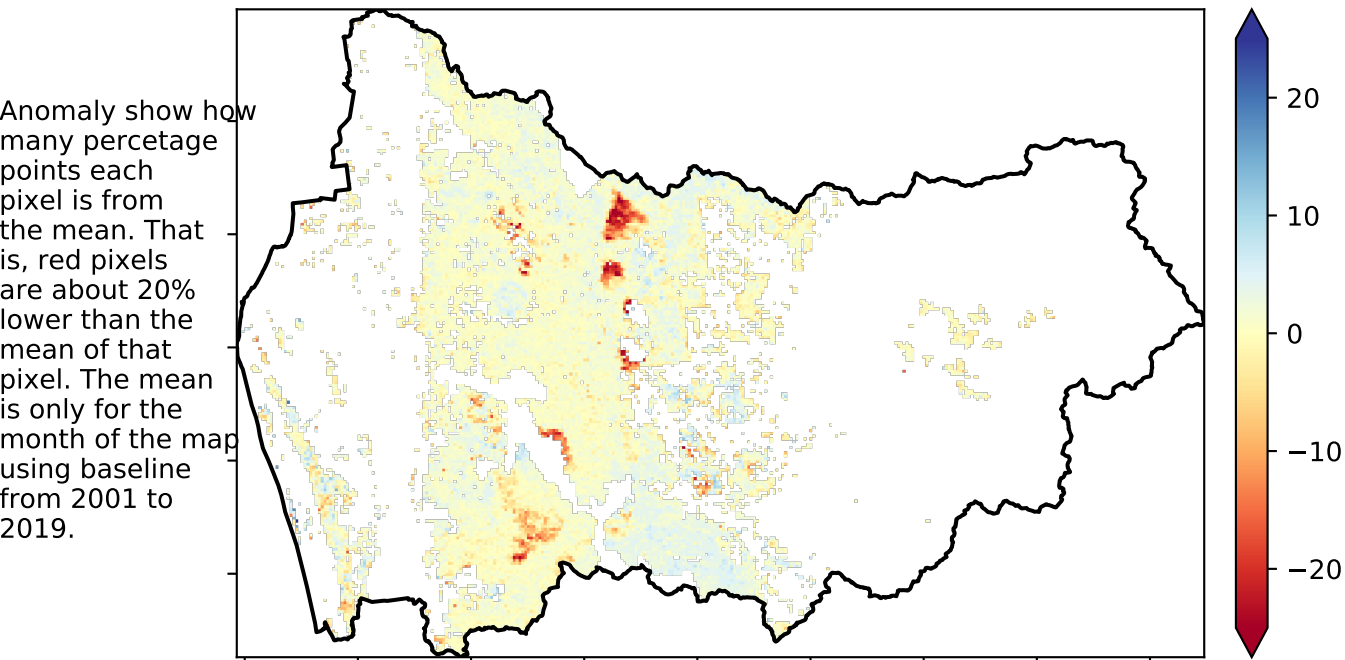 Anomaly show how
many percetage
points each
pixel is from
the mean. That
is, red pixels
are about 20%
lower than the
mean of that
pixel. The mean
is only for the
month of the map
using baseline
from 2001 to
2019.
20
10
0
−10
−20